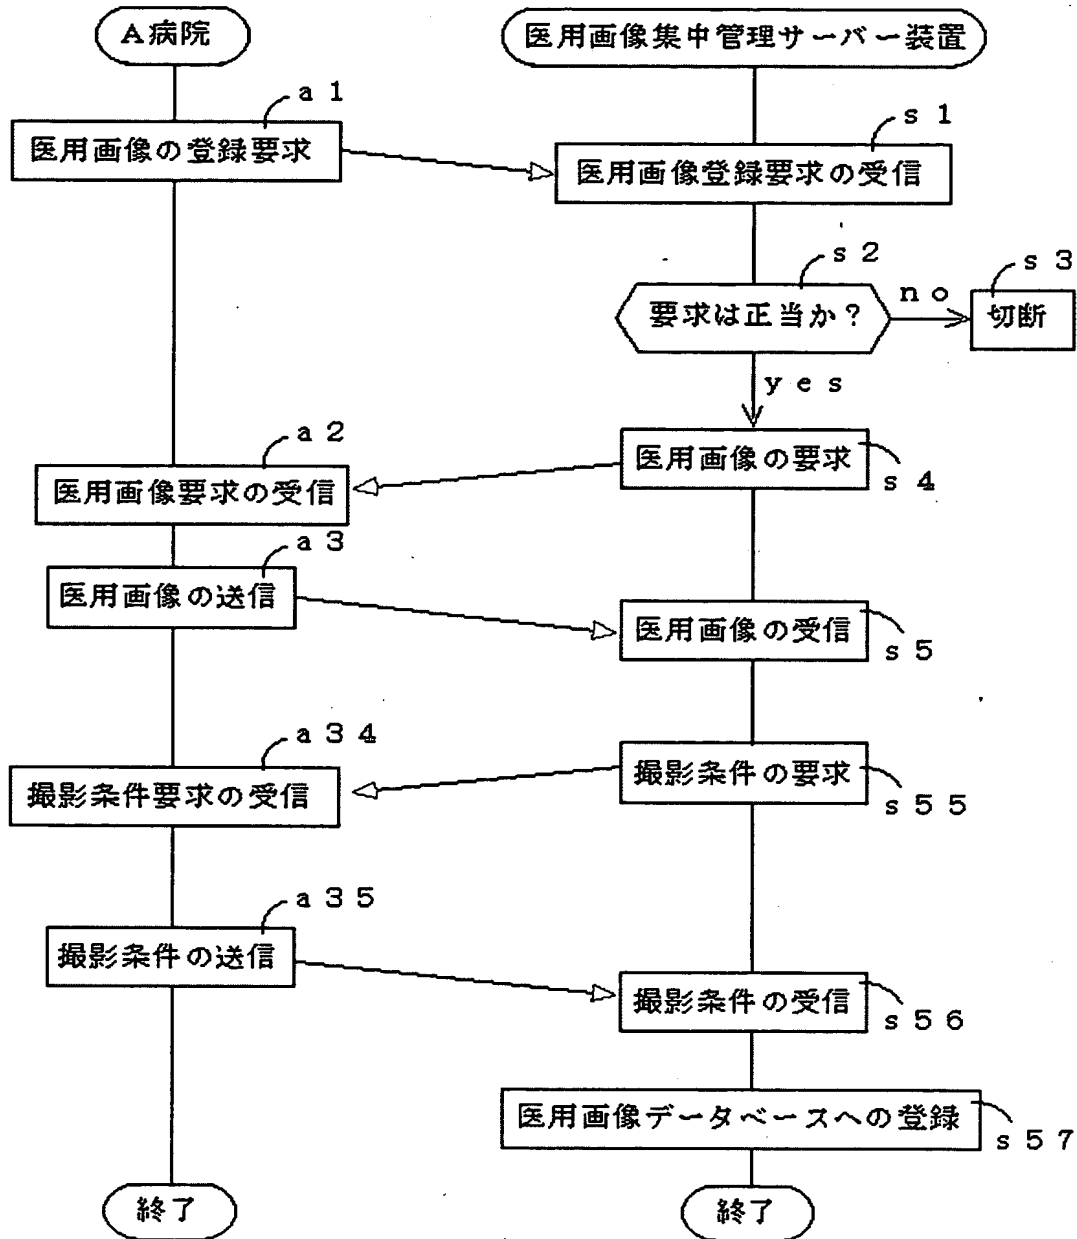 A病院
医用画像集中管理サーバー装置
a1
医用画像の登録要求
s1
医用画像登録要求の受信
s2
要求は正当か?
no
s3
切断
yes
a2
医用画像要求の受信
医用画像の要求
s4
a3
医用画像の送信
医用画像の受信
s5
a34
撮影条件要求の受信
撮影条件の要求
s55
a35
撮影条件の送信
撮影条件の受信
s56
医用画像データベースへの登録
s57
終了
終了